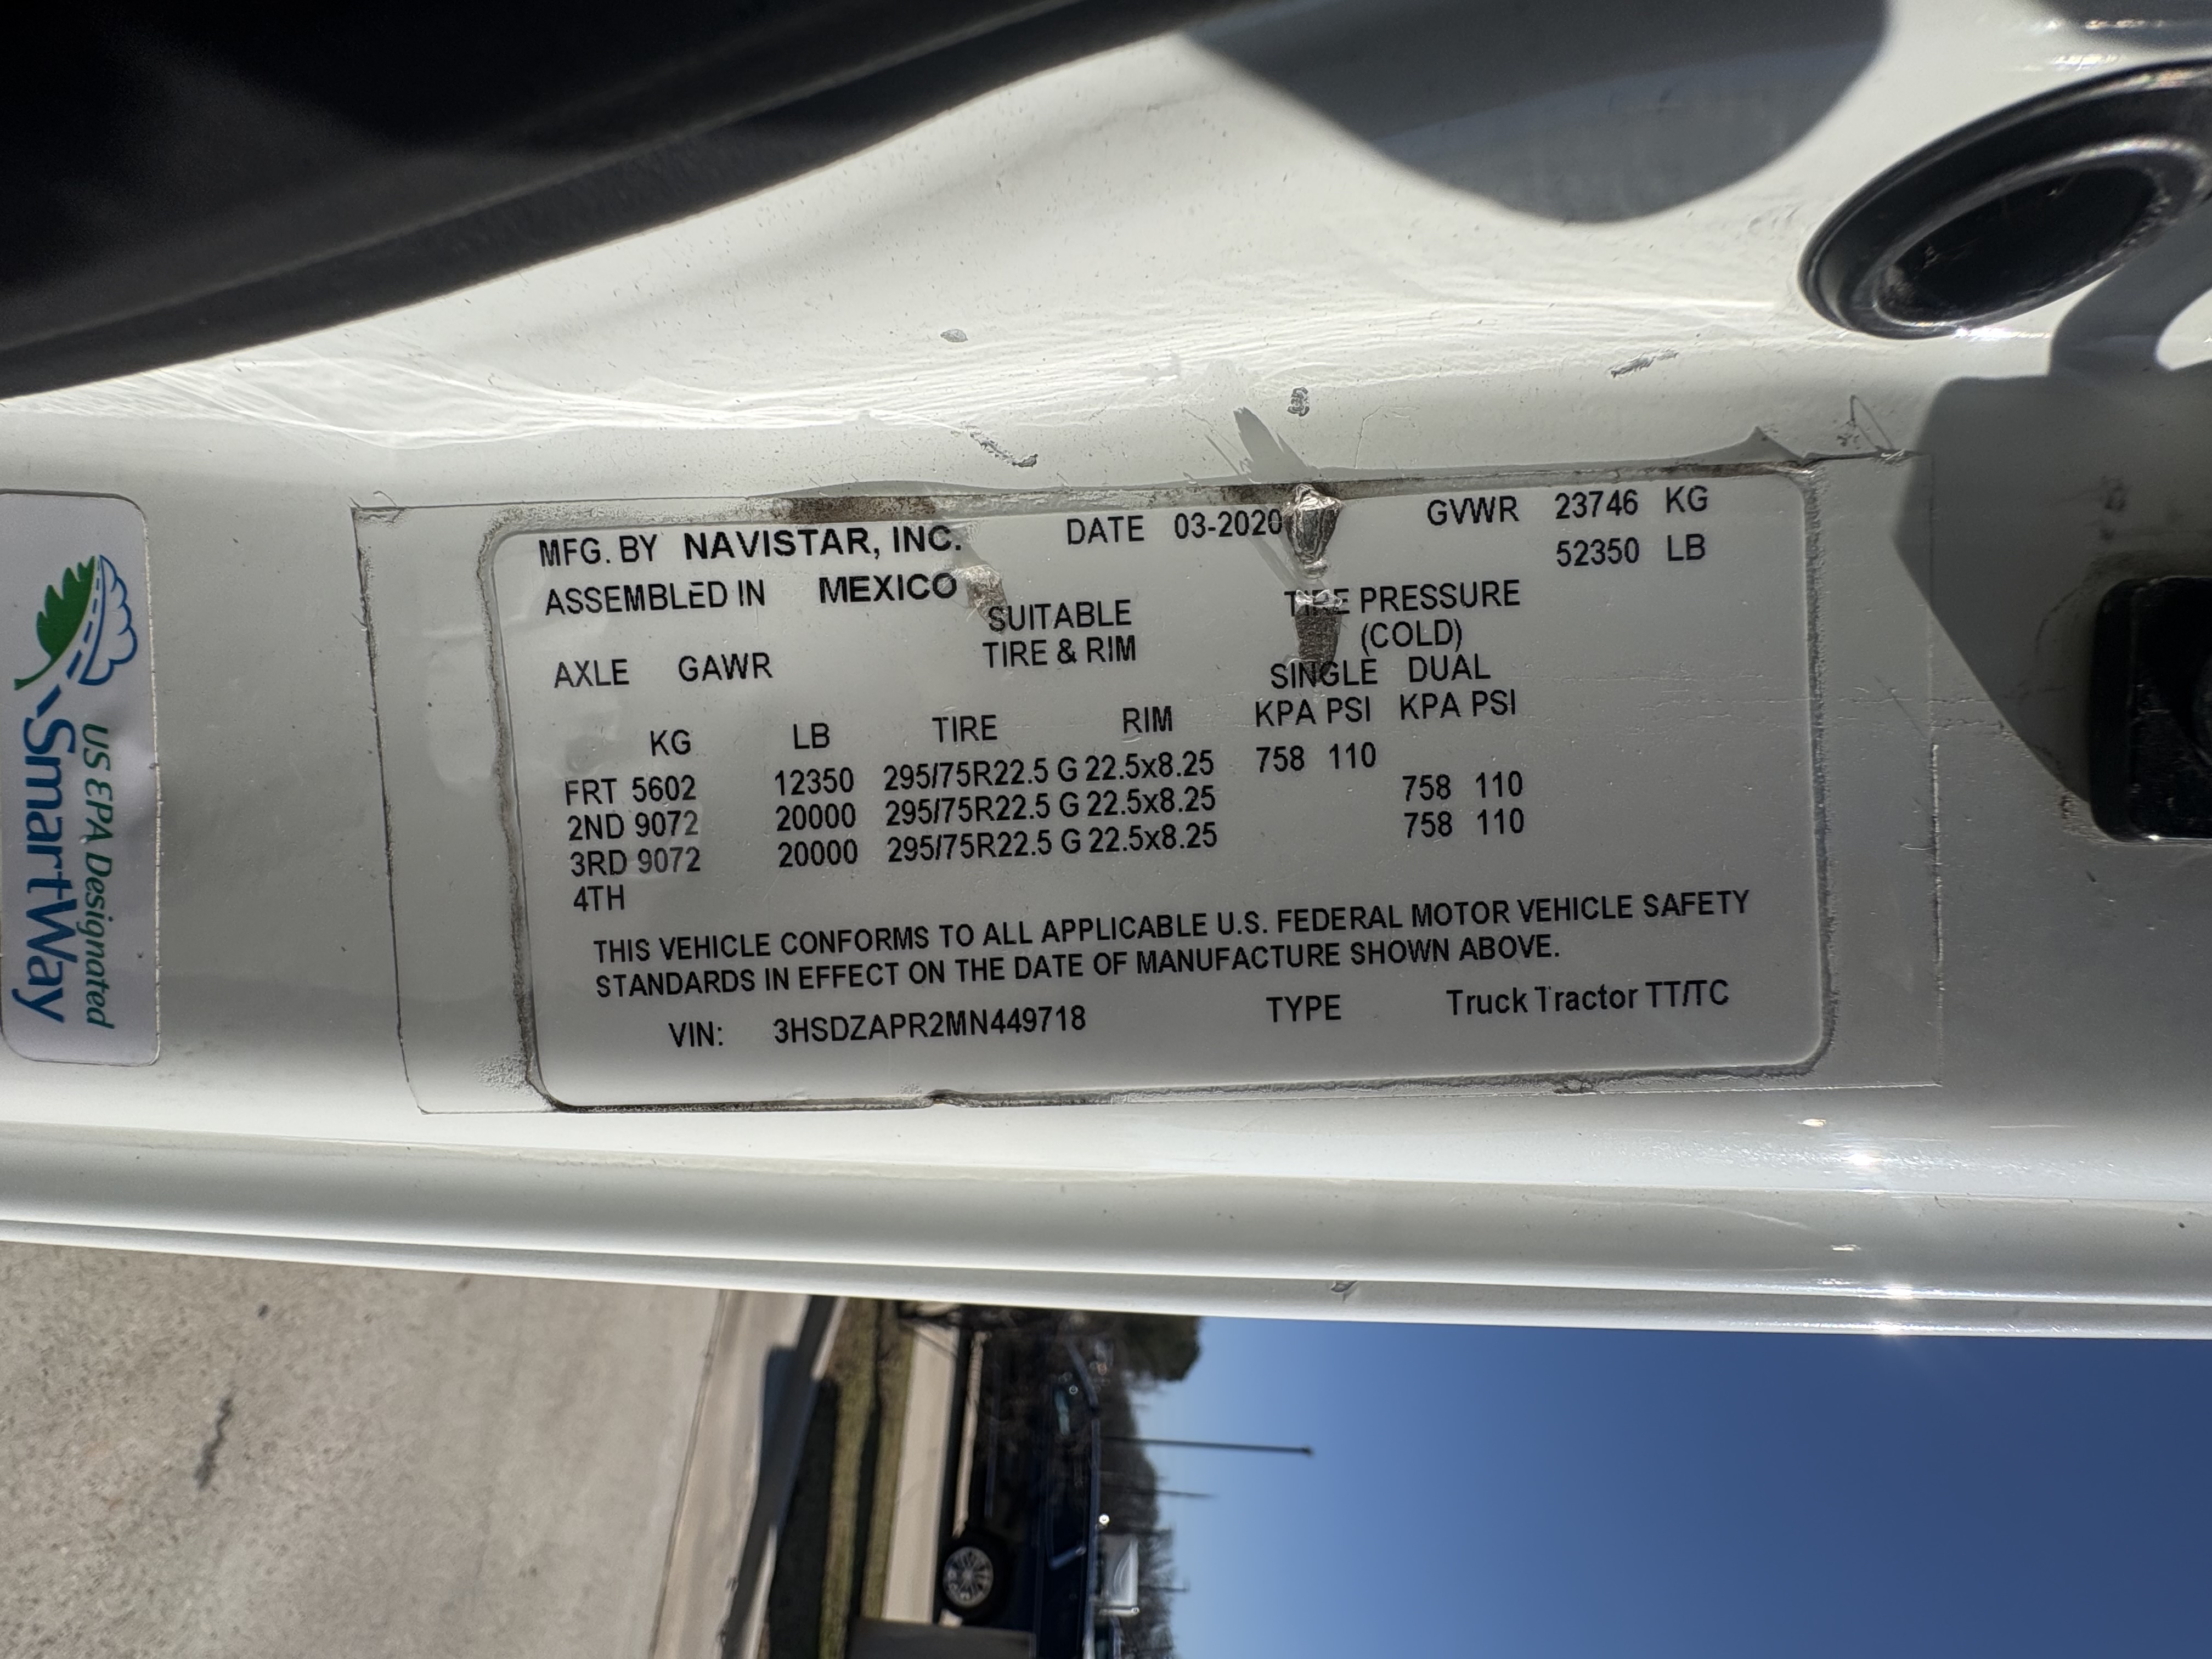 MFG. BY NAVISTAR, INC. DATE 03-2020 GVWR 23746 KG
52350 LB
ASSEMBLED IN MEXICO
SUITABLE TIRE PRESSURE
TIRE & RIM (COLD)
AXLE GAWR SINGLE DUAL
KG LB TIRE RIM KPA PSI KPA PSI
FRT 5602 12350 295/75R22.5 G 22.5x8.25 758 110
2ND 9072 20000 295/75R22.5 G 22.5x8.25 758 110
3RD 9072 20000 295/75R22.5 G 22.5x8.25 758 110
4TH
THIS VEHICLE CONFORMS TO ALL APPLICABLE U.S. FEDERAL MOTOR VEHICLE SAFETY
STANDARDS IN EFFECT ON THE DATE OF MANUFACTURE SHOWN ABOVE.
VIN: 3HSDZAPR2MN449718 TYPE Truck Tractor TT/TC
US EPA Designated
SmartWay